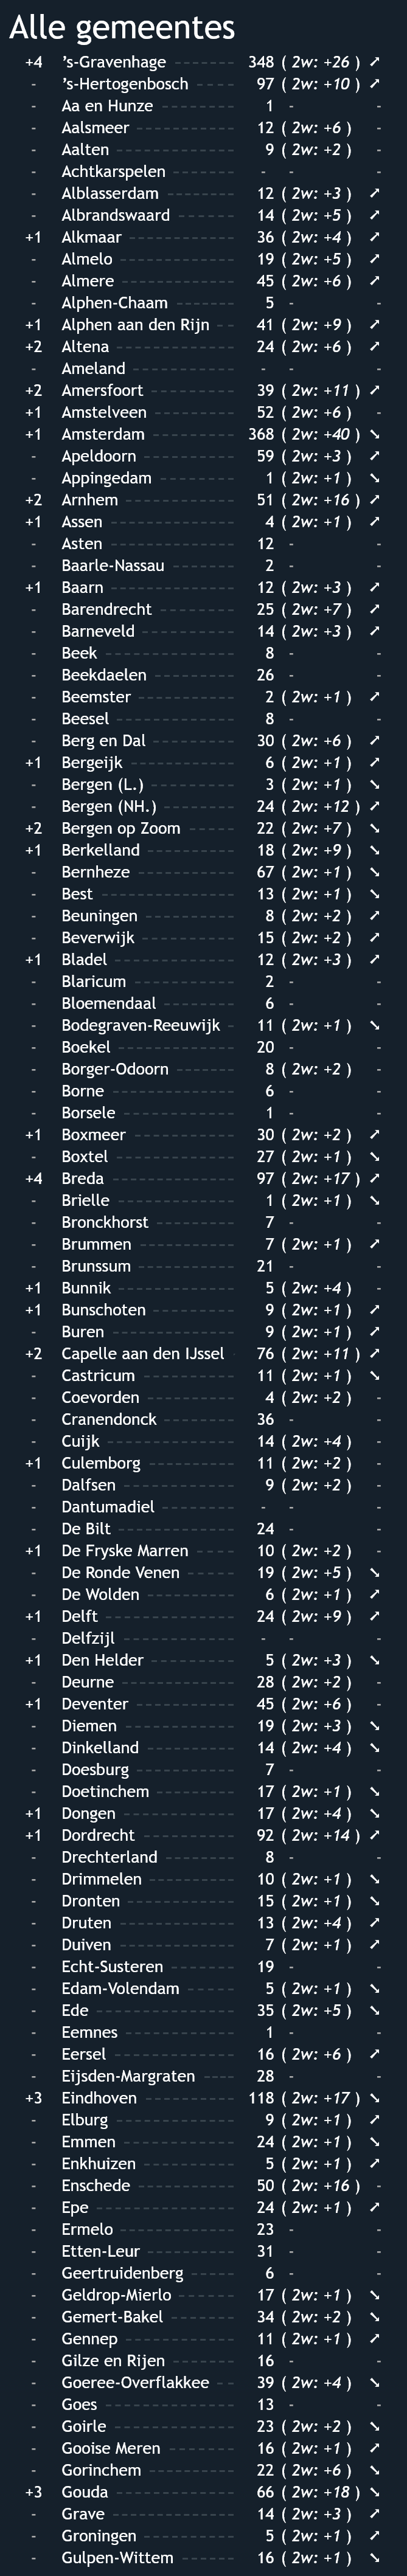 Alle gemeentes
+4 ’s-Gravenhage 348 ( 2w: +26 ) ↗
- ’s-Hertogenbosch 97 ( 2w: +10 ) ↗
- Aa en Hunze 1 - -
- Aalsmeer 12 ( 2w: +6 ) -
- Aalten 9 ( 2w: +2 ) -
- Achtkarspelen - - -
- Alblasserdam 12 ( 2w: +3 ) ↗
- Albrandswaard 14 ( 2w: +5 ) ↗
+1 Alkmaar 36 ( 2w: +4 ) ↗
- Almelo 19 ( 2w: +5 ) ↗
- Almere 45 ( 2w: +6 ) ↗
- Alphen-Chaam 5 - -
+1 Alphen aan den Rijn 41 ( 2w: +9 ) ↗
+2 Altena 24 ( 2w: +6 ) ↗
- Ameland - - -
+2 Amersfoort 39 ( 2w: +11 ) ↗
+1 Amstelveen 52 ( 2w: +6 ) -
+1 Amsterdam 368 ( 2w: +40 ) ↘
- Apeldoorn 59 ( 2w: +3 ) ↗
- Appingedam 1 ( 2w: +1 ) ↘
+2 Arnhem 51 ( 2w: +16 ) ↗
+1 Assen 4 ( 2w: +1 ) ↗
- Asten 12 - -
- Baarle-Nassau 2 - -
+1 Baarn 12 ( 2w: +3 ) ↗
- Barendrecht 25 ( 2w: +7 ) ↗
- Barneveld 14 ( 2w: +3 ) ↗
- Beek 8 - -
- Beekdaelen 26 - -
- Beemster 2 ( 2w: +1 ) ↗
- Beesel 8 - -
- Berg en Dal 30 ( 2w: +6 ) ↗
+1 Bergeijk 6 ( 2w: +1 ) ↗
- Bergen (L.) 3 ( 2w: +1 ) ↘
- Bergen (NH.) 24 ( 2w: +12 ) ↗
+2 Bergen op Zoom 22 ( 2w: +7 ) ↘
+1 Berkelland 18 ( 2w: +9 ) ↘
- Bernheze 67 ( 2w: +1 ) ↘
- Best 13 ( 2w: +1 ) ↘
- Beuningen 8 ( 2w: +2 ) ↗
- Beverwijk 15 ( 2w: +2 ) ↗
+1 Bladel 12 ( 2w: +3 ) ↗
- Blaricum 2 - -
- Bloemendaal 6 - -
- Bodegraven-Reeuwijk 11 ( 2w: +1 ) ↘
- Boekel 20 - -
- Borger-Odoorn 8 ( 2w: +2 ) -
- Borne 6 - -
- Borsele 1 - -
+1 Boxmeer 30 ( 2w: +2 ) ↗
- Boxtel 27 ( 2w: +1 ) ↘
+4 Breda 97 ( 2w: +17 ) ↗
- Brielle 1 ( 2w: +1 ) ↘
- Bronckhorst 7 - -
- Brummen 7 ( 2w: +1 ) ↗
- Brunssum 21 - -
+1 Bunnik 5 ( 2w: +4 ) -
+1 Bunschoten 9 ( 2w: +1 ) ↗
- Buren 9 ( 2w: +1 ) ↗
+2 Capelle aan den IJssel 76 ( 2w: +11 ) ↗
- Castricum 11 ( 2w: +1 ) ↘
- Coevorden 4 ( 2w: +2 ) -
- Cranendonck 36 - -
- Cuijk 14 ( 2w: +4 ) -
+1 Culemborg 11 ( 2w: +2 ) -
- Dalfsen 9 ( 2w: +2 ) -
- Dantumadiel - - -
- De Bilt 24 - -
+1 De Fryske Marren 10 ( 2w: +2 ) -
- De Ronde Venen 19 ( 2w: +5 ) ↘
- De Wolden 6 ( 2w: +1 ) ↗
+1 Delft 24 ( 2w: +9 ) ↗
- Delfzijl - - -
+1 Den Helder 5 ( 2w: +3 ) ↘
- Deurne 28 ( 2w: +2 ) -
+1 Deventer 45 ( 2w: +6 ) -
- Diemen 19 ( 2w: +3 ) ↘
- Dinkelland 14 ( 2w: +4 ) ↘
- Doesburg 7 - -
- Doetinchem 17 ( 2w: +1 ) ↘
+1 Dongen 17 ( 2w: +4 ) ↘
+1 Dordrecht 92 ( 2w: +14 ) ↗
- Drechterland 8 - -
- Drimmelen 10 ( 2w: +1 ) ↘
- Dronten 15 ( 2w: +1 ) ↘
- Druten 13 ( 2w: +4 ) ↗
- Duiven 7 ( 2w: +1 ) ↗
- Echt-Susteren 19 - -
- Edam-Volendam 5 ( 2w: +1 ) ↘
- Ede 35 ( 2w: +5 ) ↘
- Eemnes 1 - -
- Eersel 16 ( 2w: +6 ) ↗
- Eijsden-Margraten 28 - -
+3 Eindhoven 118 ( 2w: +17 ) ↘
- Elburg 9 ( 2w: +1 ) ↗
- Emmen 24 ( 2w: +1 ) ↘
- Enkhuizen 5 ( 2w: +1 ) ↗
- Enschede 50 ( 2w: +16 ) -
- Epe 24 ( 2w: +1 ) ↗
- Ermelo 23 - -
- Etten-Leur 31 - -
- Geertruidenberg 6 - -
- Geldrop-Mierlo 17 ( 2w: +1 ) ↘
- Gemert-Bakel 34 ( 2w: +2 ) ↘
- Gennep 11 ( 2w: +1 ) ↗
- Gilze en Rijen 16 - -
- Goeree-Overflakkee 39 ( 2w: +4 ) ↘
- Goes 13 - -
- Goirle 23 ( 2w: +2 ) ↘
- Gooise Meren 16 ( 2w: +1 ) ↗
- Gorinchem 22 ( 2w: +6 ) ↘
+3 Gouda 66 ( 2w: +18 ) ↘
- Grave 14 ( 2w: +3 ) ↗
- Groningen 5 ( 2w: +1 ) ↗
- Gulpen-Wittem 16 ( 2w: +1 ) ↘